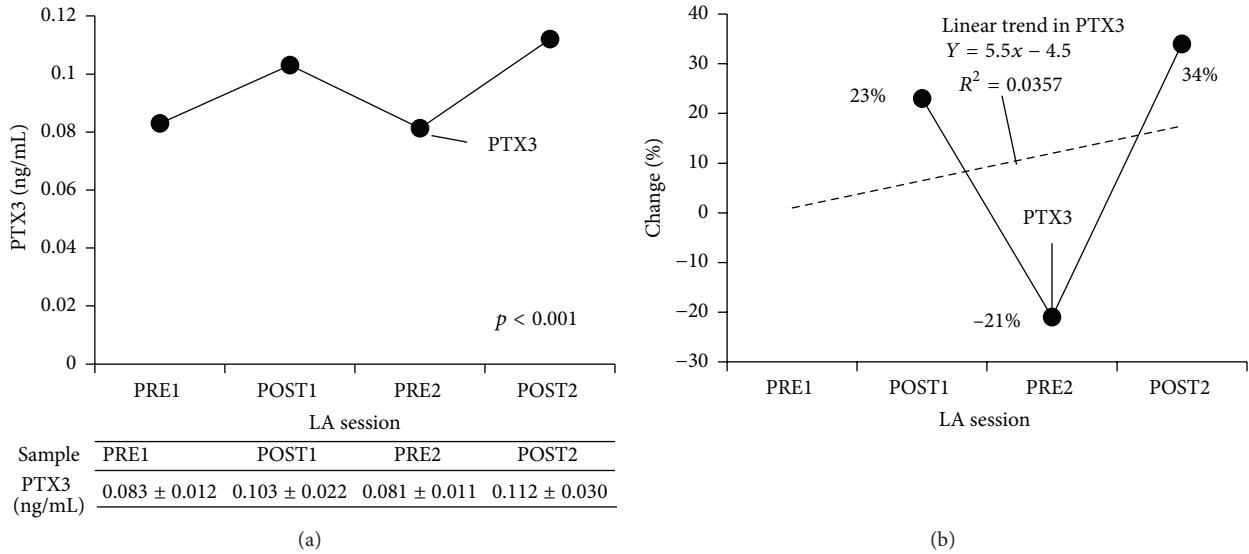 0.12
0.1
0.08
0.06
0.04
0.02
0
PTX3 (ng/mL)
PTX3
p < 0.001
PRE1 POST1 PRE2 POST2
LA session
Sample PRE1 POST1 PRE2 POST2
PTX3
(ng/mL)
0.083 ± 0.012 0.103 ± 0.022 0.081 ± 0.011 0.112 ± 0.030
(a)
40
30
20
10
0
−10
−20
−30
Change (%)
Linear trend in PTX3
Y = 5.5x − 4.5
R² = 0.0357
23%
34%
PTX3
−21%
PRE1 POST1 PRE2 POST2
LA session
(b)